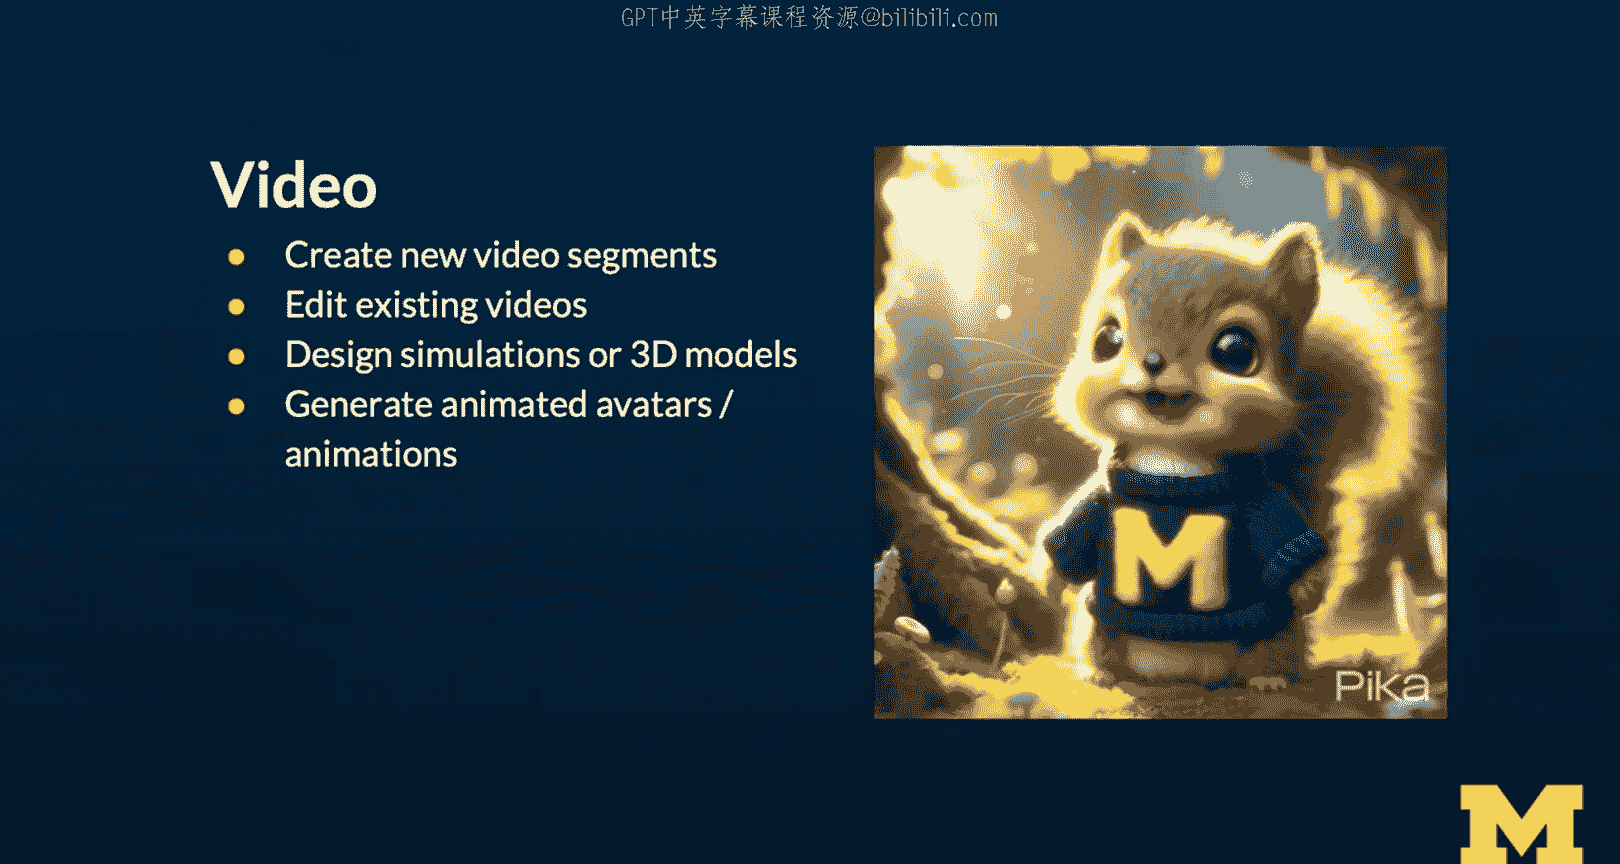 GPT中英字幕课程资源@bilibili.com
Video
Create new video segments
Edit existing videos
Design simulations or 3D models
Generate animated avatars /
animations
M
Pika
M